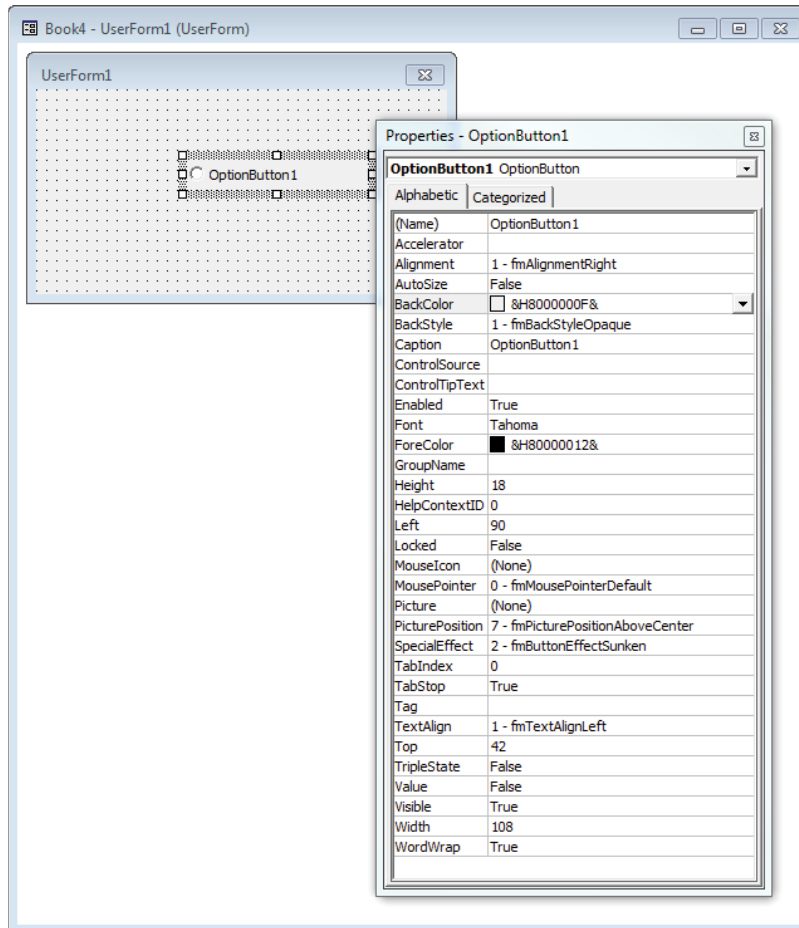 Book4 - UserForm1 (UserForm)
UserForm1
OptionButton1
Properties - OptionButton1
OptionButton1 OptionButton
Alphabetic Categorized
(Name) OptionButton1
Accelerator
Alignment 1 - fmAlignmentRight
AutoSize False
BackColor &H8000000F&
BackStyle 1 - fmBackStyleOpaque
Caption OptionButton1
ControlSource
ControlTipText
Enabled True
Font Tahoma
ForeColor &H80000012&
GroupName
Height 18
HelpContextID 0
Left 90
Locked False
MouseIcon (None)
MousePointer 0 - fmMousePointerDefault
Picture (None)
PicturePosition 7 - fmPicturePositionAboveCenter
SpecialEffect 2 - fmButtonEffectSunken
TabIndex 0
TabStop True
Tag
TextAlign 1 - fmTextAlignLeft
Top 42
TripleState False
Value False
Visible True
Width 108
WordWrap True